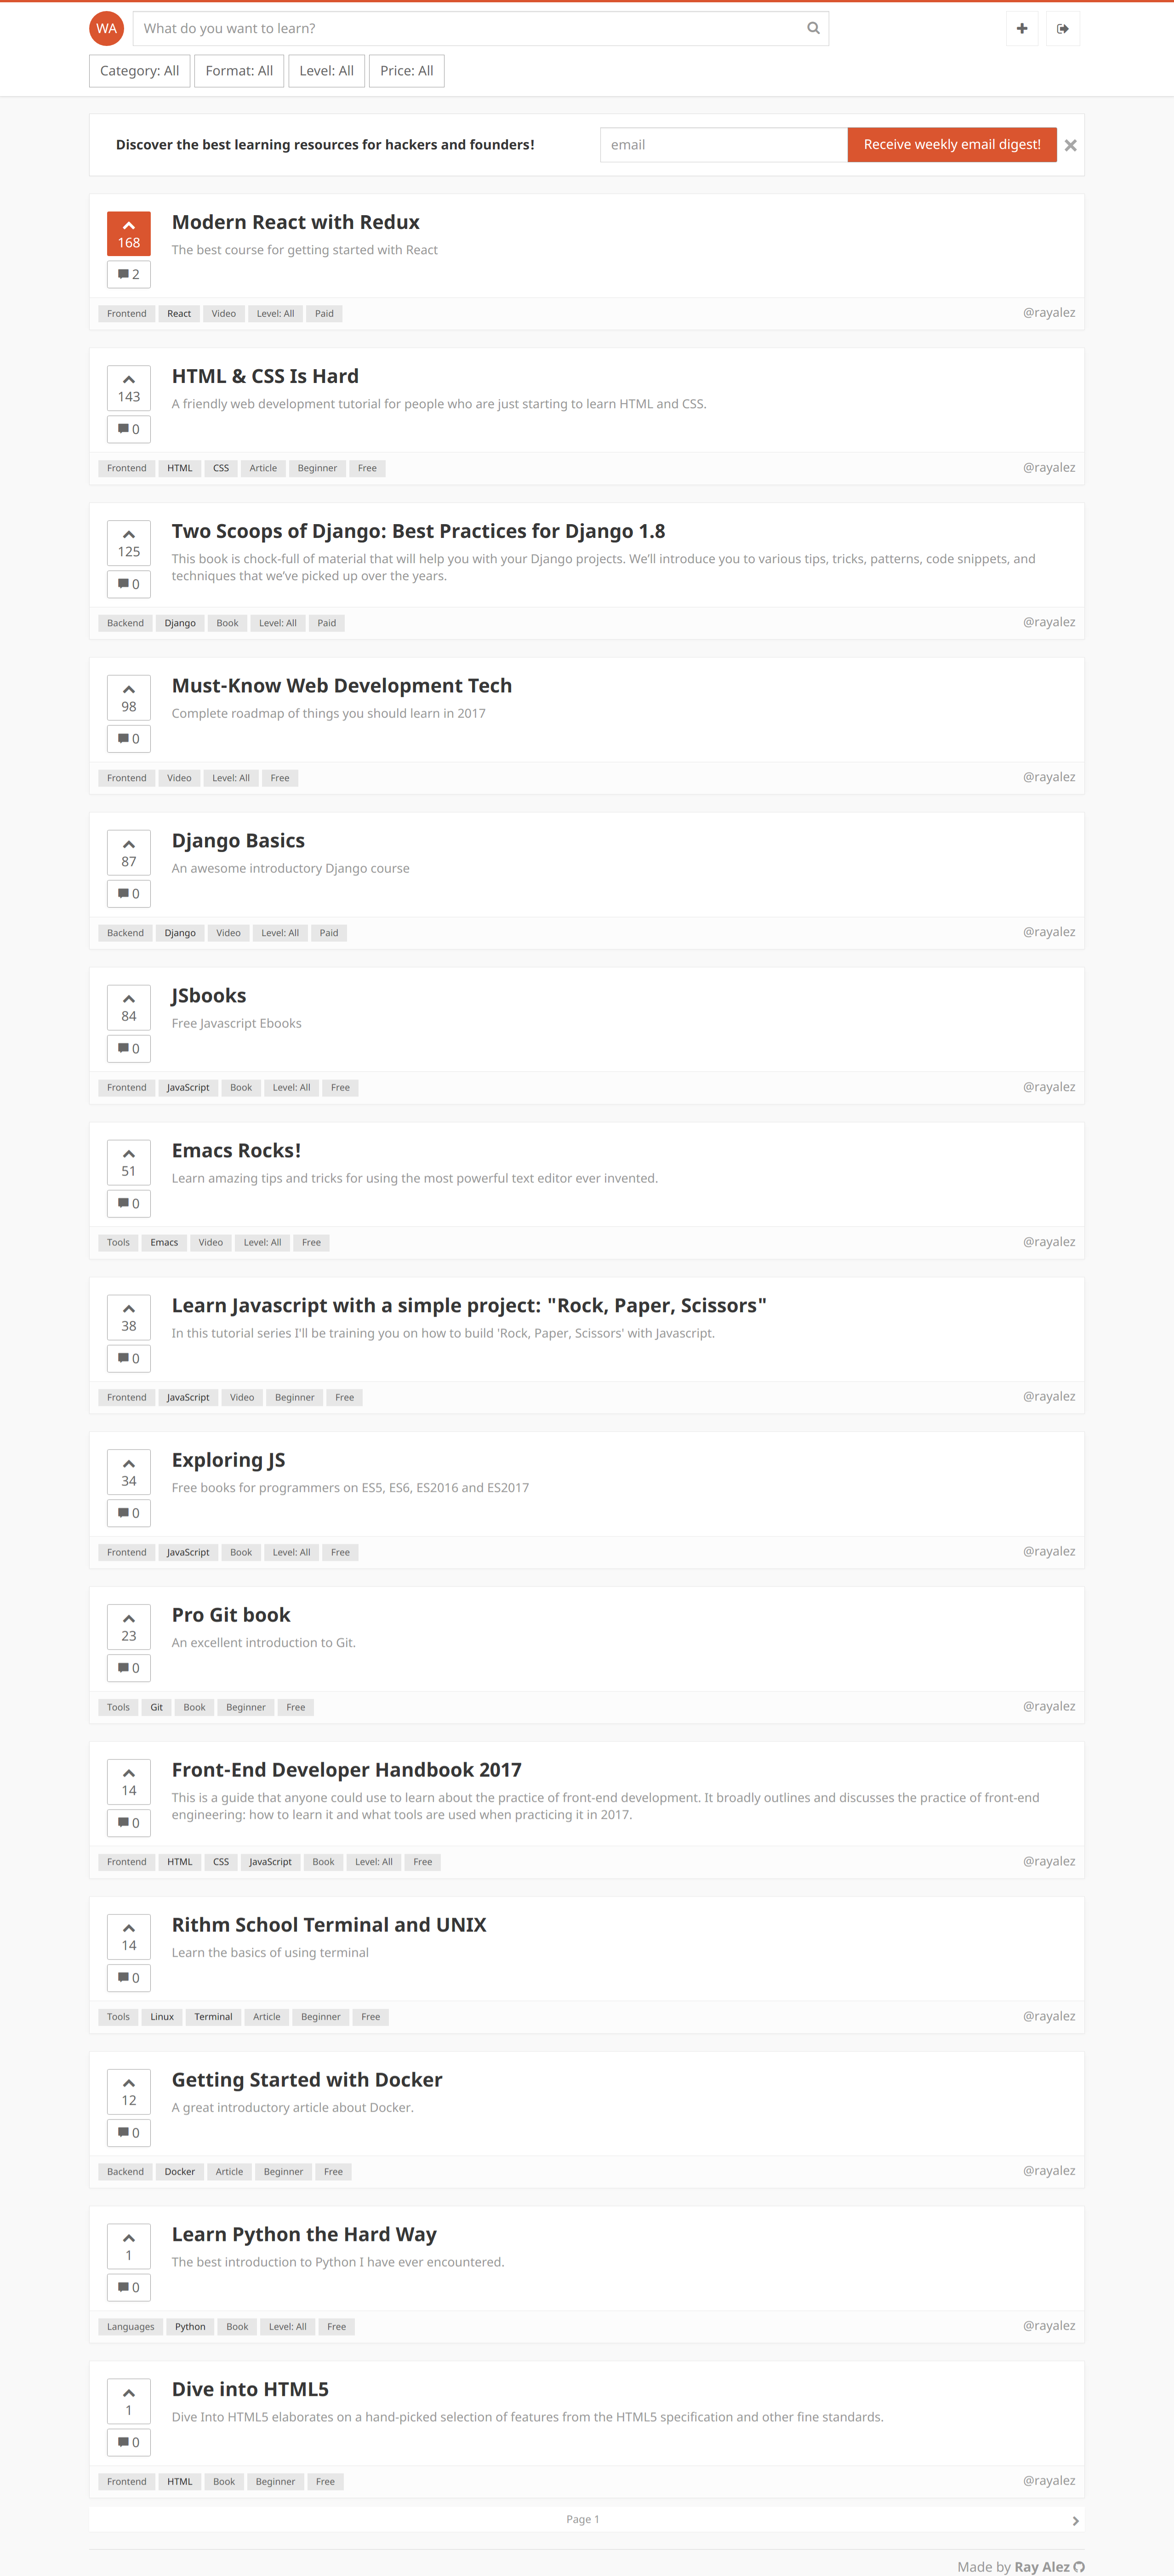 WA
What do you want to learn?
Category: All Format: All Level: All Price: All
Discover the best learning resources for hackers and founders! email Receive weekly email digest!
Modern React with Redux
168
The best course for getting started with React
2
Frontend React Video Level: All Paid @rayalez
HTML & CSS Is Hard
143
A friendly web development tutorial for people who are just starting to learn HTML and CSS.
0
Frontend HTML CSS Article Beginner Free @rayalez
Two Scoops of Django: Best Practices for Django 1.8
125
This book is chock-full of material that will help you with your Django projects. We’ll introduce you to various tips, tricks, patterns, code snippets, and
techniques that we’ve picked up over the years.
0
Backend Django Book Level: All Paid @rayalez
Must-Know Web Development Tech
98
Complete roadmap of things you should learn in 2017
0
Frontend Video Level: All Free @rayalez
Django Basics
87
An awesome introductory Django course
0
Backend Django Video Level: All Paid @rayalez
JSbooks
84
Free Javascript Ebooks
0
Frontend JavaScript Book Level: All Free @rayalez
Emacs Rocks!
51
Learn amazing tips and tricks for using the most powerful text editor ever invented.
0
Tools Emacs Video Level: All Free @rayalez
Learn Javascript with a simple project: "Rock, Paper, Scissors"
38
In this tutorial series I'll be training you on how to build 'Rock, Paper, Scissors' with Javascript.
0
Frontend JavaScript Video Beginner Free @rayalez
Exploring JS
34
Free books for programmers on ES5, ES6, ES2016 and ES2017
0
Frontend JavaScript Book Level: All Free @rayalez
Pro Git book
23
An excellent introduction to Git.
0
Tools Git Book Beginner Free @rayalez
Front-End Developer Handbook 2017
14
This is a guide that anyone could use to learn about the practice of front-end development. It broadly outlines and discusses the practice of front-end
engineering: how to learn it and what tools are used when practicing it in 2017.
0
Frontend HTML CSS JavaScript Book Level: All Free @rayalez
Rithm School Terminal and UNIX
14
Learn the basics of using terminal
0
Tools Linux Terminal Article Beginner Free @rayalez
Getting Started with Docker
12
A great introductory article about Docker.
0
Backend Docker Article Beginner Free @rayalez
Learn Python the Hard Way
1
The best introduction to Python I have ever encountered.
0
Languages Python Book Level: All Free @rayalez
Dive into HTML5
1
Dive Into HTML5 elaborates on a hand-picked selection of features from the HTML5 specification and other fine standards.
0
Frontend HTML Book Beginner Free @rayalez
Page 1
Made by Ray Alez